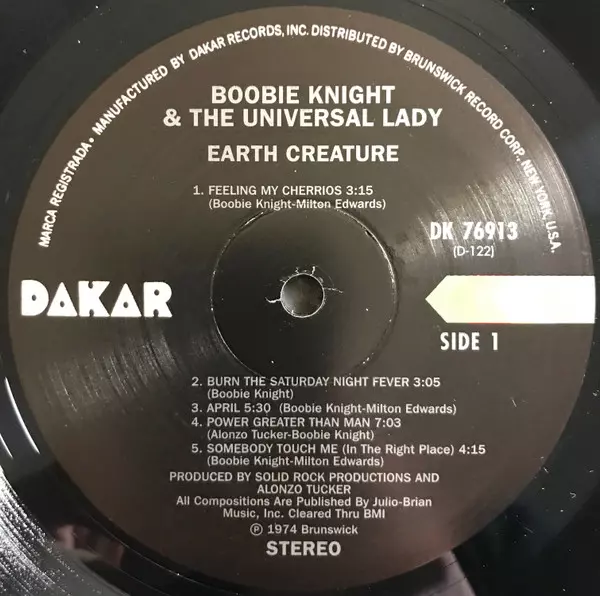 MARCA REGISTRADA • MANUFACTURED BY DAKAR RECORDS, INC. DISTRIBUTED BY BRUNSWICK RECORD CORP., NEW YORK, U.S.A.
BOOBIE KNIGHT
& THE UNIVERSAL LADY
EARTH CREATURE
1. FEELING MY CHERRIOS 3:15
(Boobie Knight-Milton Edwards)
DK 76913
(D-122)
DAKAR
SIDE 1
2. BURN THE SATURDAY NIGHT FEVER 3:05
(Boobie Knight)
3. APRIL 5:30 (Boobie Knight-Milton Edwards)
4. POWER GREATER THAN MAN 7:03
(Alonzo Tucker-Boobie Knight)
5. SOMEBODY TOUCH ME (In The Right Place) 4:15
(Boobie Knight-Milton Edwards)
PRODUCED BY SOLID ROCK PRODUCTIONS AND
ALONZO TUCKER
All Compositions Are Published By Julio-Brian
Music, Inc. Cleared Thru BMI
℗ 1974 Brunswick
STEREO